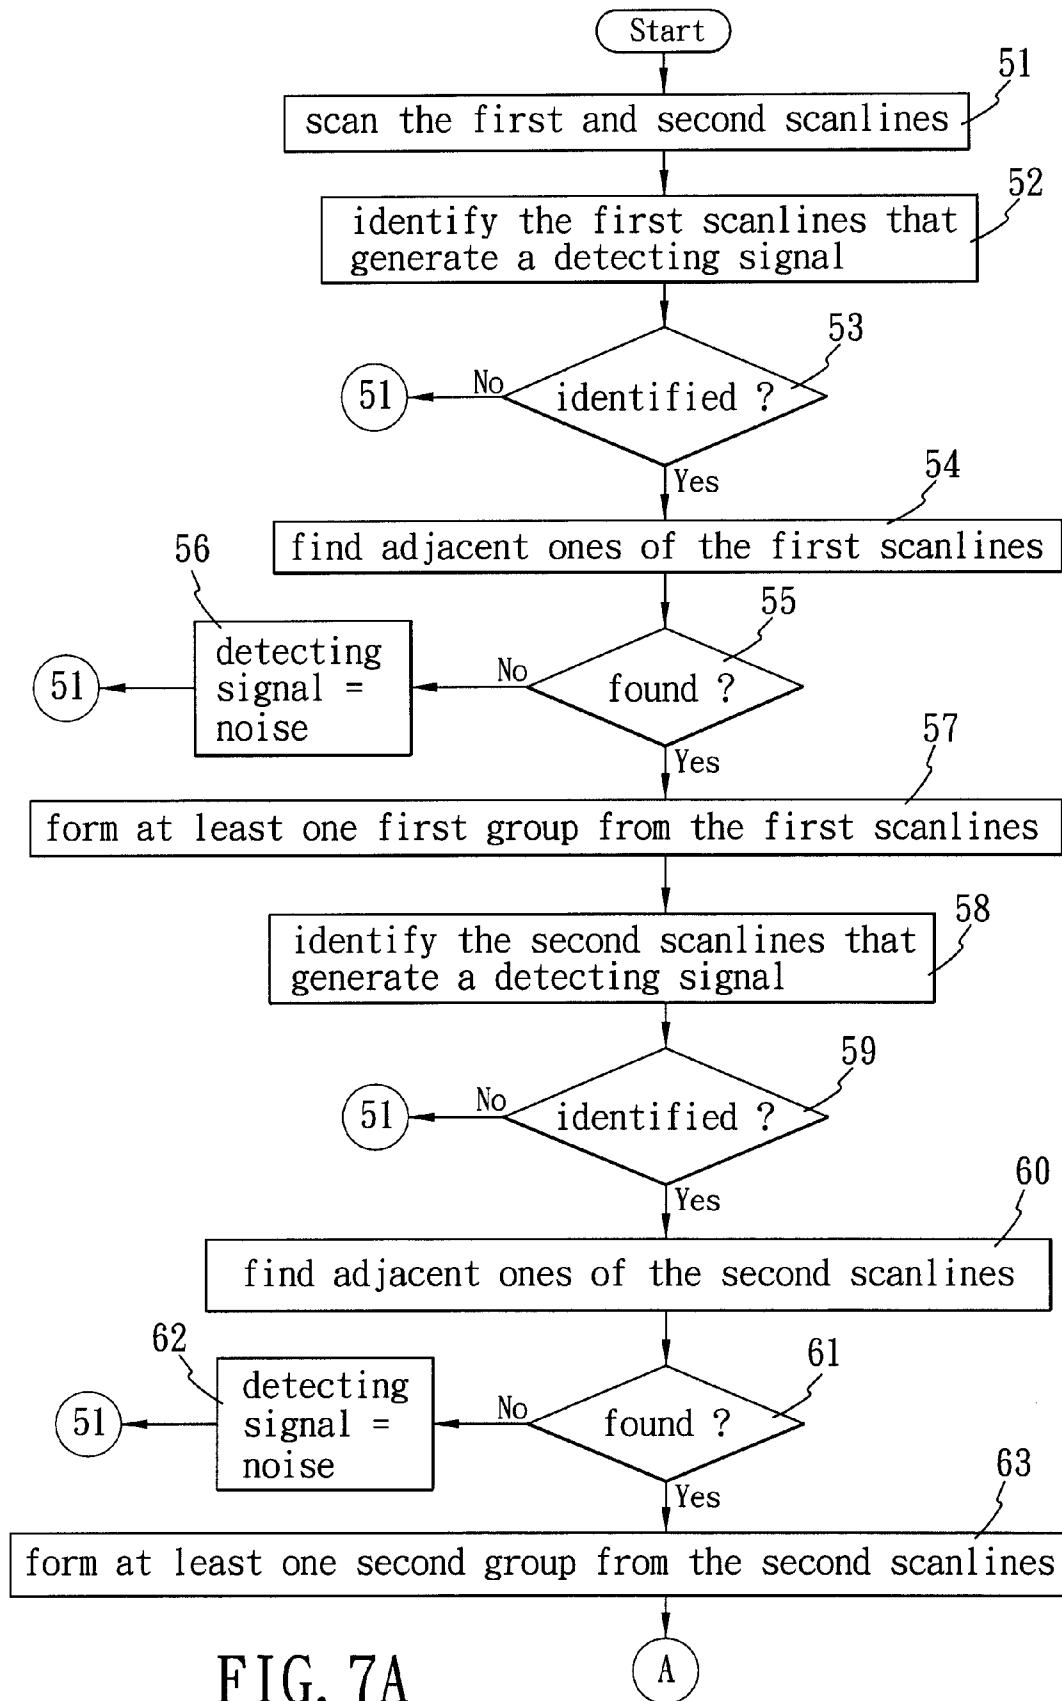 Start
51
scan the first and second scanlines
52
identify the first scanlines that
generate a detecting signal
53
51
No
identified ?
Yes
54
find adjacent ones of the first scanlines
56
55
detecting
signal =
noise
51
No
found ?
Yes
57
form at least one first group from the first scanlines
58
identify the second scanlines that
generate a detecting signal
59
51
No
identified ?
Yes
60
find adjacent ones of the second scanlines
62
61
detecting
signal =
noise
51
No
found ?
Yes
63
form at least one second group from the second scanlines
A
FIG. 7A